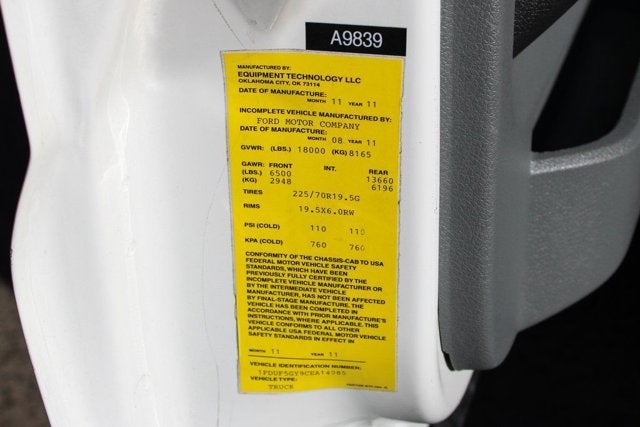 A9839
MANUFACTURED BY:
EQUIPMENT TECHNOLOGY LLC
OKLAHOMA CITY, OK 73114
DATE OF MANUFACTURE:
MONTH 11 YEAR 11
INCOMPLETE VEHICLE MANUFACTURED BY:
FORD MOTOR COMPANY
DATE OF MANUFACTURE:
MONTH 08 YEAR 11
GVWR: (LBS.) 18000 (KG) 8165
GAWR: FRONT INT. REAR
(LBS.) 6500 13660
(KG) 2948 6196
TIRES 225/70R19.5G
RIMS 19.5X6.0RW
PSI (COLD) 110 110
KPA (COLD) 760 760
CONFORMITY OF THE CHASSIS-CAB TO USA
FEDERAL MOTOR VEHICLE SAFETY
STANDARDS, WHICH HAVE BEEN
PREVIOUSLY FULLY CERTIFIED BY THE
INCOMPLETE VEHICLE MANUFACTURER OR
BY THE INTERMEDIATE VEHICLE
MANUFACTURER, HAS NOT BEEN AFFECTED
BY FINAL-STAGE MANUFACTURE. THE
VEHICLE HAS BEEN COMPLETED IN
ACCORDANCE WITH PRIOR MANUFACTURE'S
INSTRUCTIONS, WHERE APPLICABLE. THIS
VEHICLE CONFORMS TO ALL OTHER
APPLICABLE USA FEDERAL MOTOR VEHICLE
SAFETY STANDARDS IN EFFECT IN
MONTH 11 YEAR 11
VEHICLE IDENTIFICATION NUMBER:
1FDUF5GY9CEA14985
VEHICLE TYPE:
TRUCK